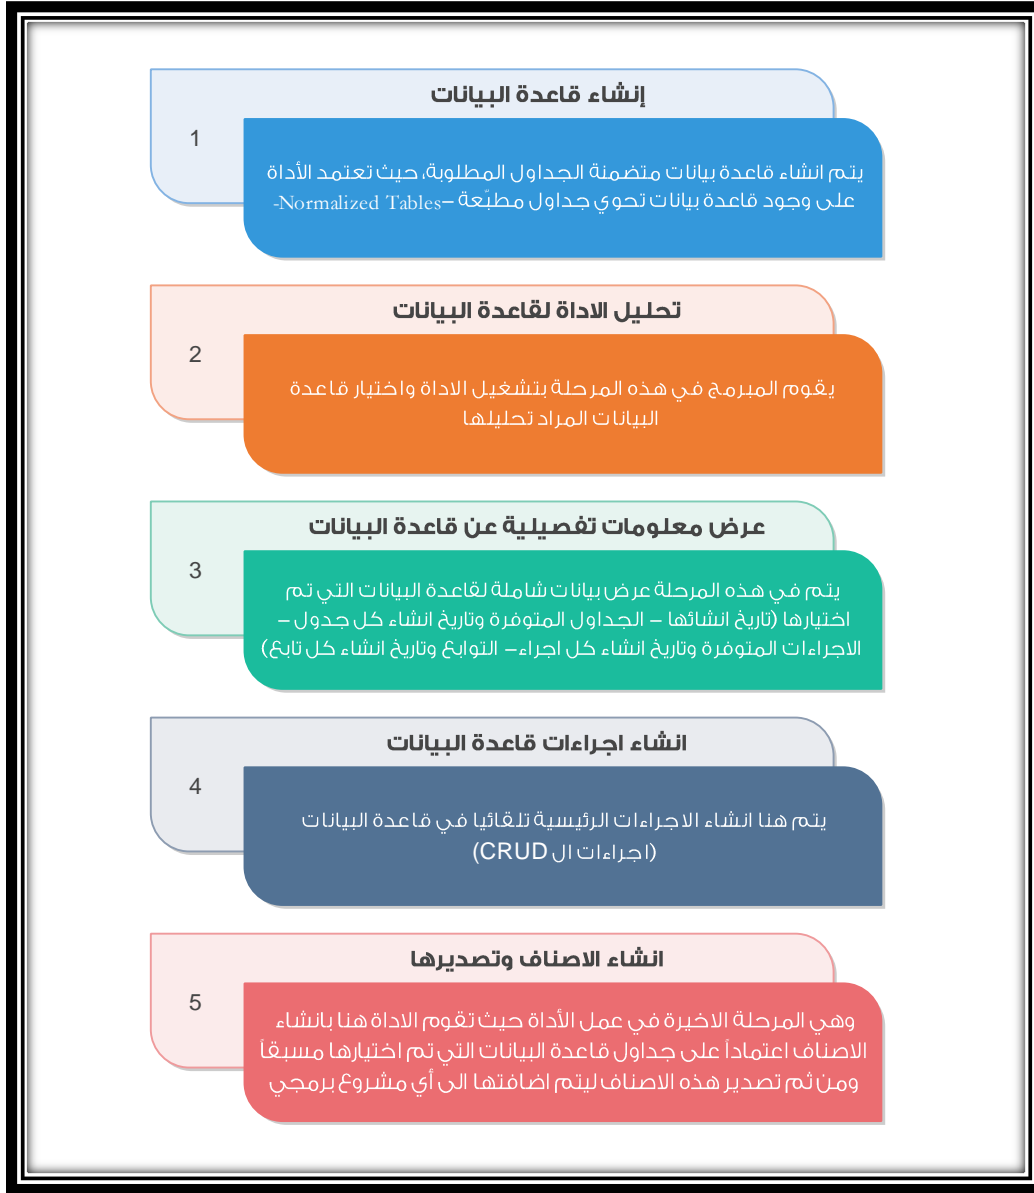 إنشاء قاعدة البيانات
1
يتم انشاء قاعدة بيانات متضمنة الجداول المطلوبة، حيث تعتمد الأداة
على وجود قاعدة بيانات تحوي جداول مطبّعة –Normalized Tables-
تحليل الاداة لقاعدة البيانات
2
يقوم المبرمج في هذه المرحلة بتشغيل الاداة واختيار قاعدة
البيانات المراد تحليلها
عرض معلومات تفصيلية عن قاعدة البيانات
3
يتم في هذه المرحلة عرض بيانات شاملة لقاعدة البيانات التي تم
اختيارها (تاريخ انشائها – الجداول المتوفرة وتاريخ انشاء كل جدول –
الاجراءات المتوفرة وتاريخ انشاء كل اجراء– التوابع وتاريخ انشاء كل تابع)
انشاء اجراءات قاعدة البيانات
4
يتم هنا انشاء الاجراءات الرئيسية تلقائيا في قاعدة البيانات
(اجراءات ال CRUD)
انشاء الاصناف وتصديرها
5
وهي المرحلة الاخيرة في عمل الأداة حيث تقوم الاداة هنا بانشاء
الاصناف اعتماداً على جداول قاعدة البيانات التي تم اختيارها مسبقاً
ومن ثم تصدير هذه الاصناف ليتم اضافتها الى أي مشروع برمجي